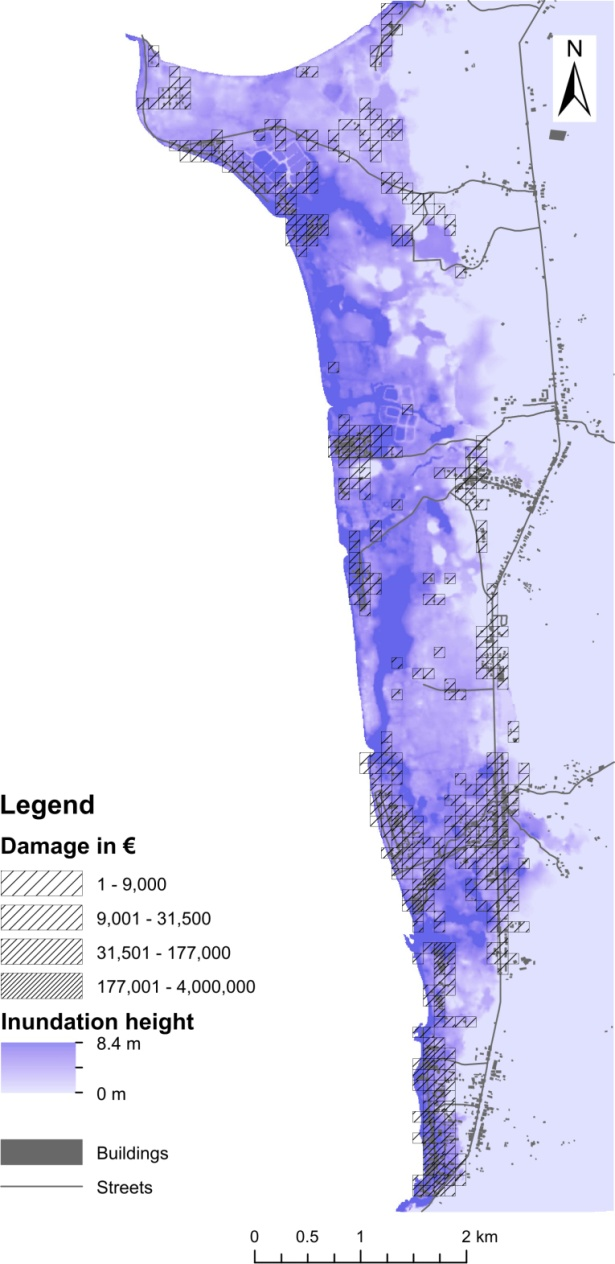 N
Legend
Damage in €
1 - 9,000
9,001 - 31,500
31,501 - 177,000
177,001 - 4,000,000
Inundation height
8.4 m
0 m
Buildings
Streets
0 0.5 1 2 km